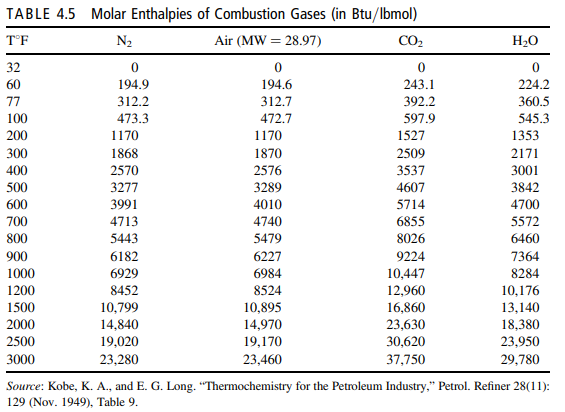 TABLE 4.5 Molar Enthalpies of Combustion Gases (in Btu/lbmol)
T°F N₂ Air (MW = 28.97) CO₂ H₂O
32 0 0 0 0
60 194.9 194.6 243.1 224.2
77 312.2 312.7 392.2 360.5
100 473.3 472.7 597.9 545.3
200 1170 1170 1527 1353
300 1868 1870 2509 2171
400 2570 2576 3537 3001
500 3277 3289 4607 3842
600 3991 4010 5714 4700
700 4713 4740 6855 5572
800 5443 5479 8026 6460
900 6182 6227 9224 7364
1000 6929 6984 10,447 8284
1200 8452 8524 12,960 10,176
1500 10,799 10,895 16,860 13,140
2000 14,840 14,970 23,630 18,380
2500 19,020 19,170 30,620 23,950
3000 23,280 23,460 37,750 29,780
Source: Kobe, K. A., and E. G. Long. “Thermochemistry for the Petroleum Industry,” Petrol. Refiner 28(11):
129 (Nov. 1949), Table 9.